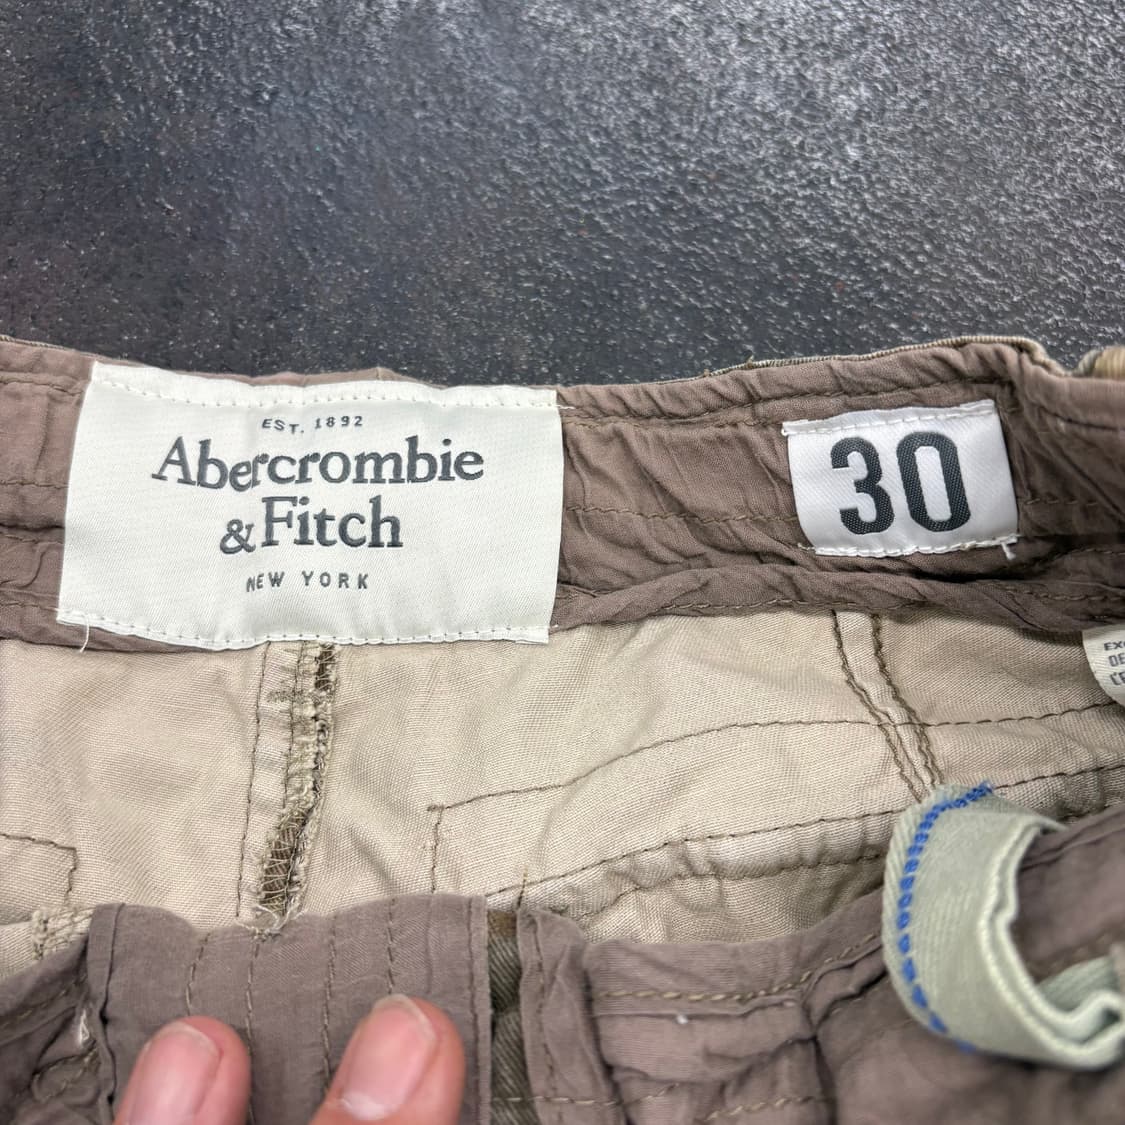 EST. 1892
Abercrombie
& Fitch
NEW YORK
30